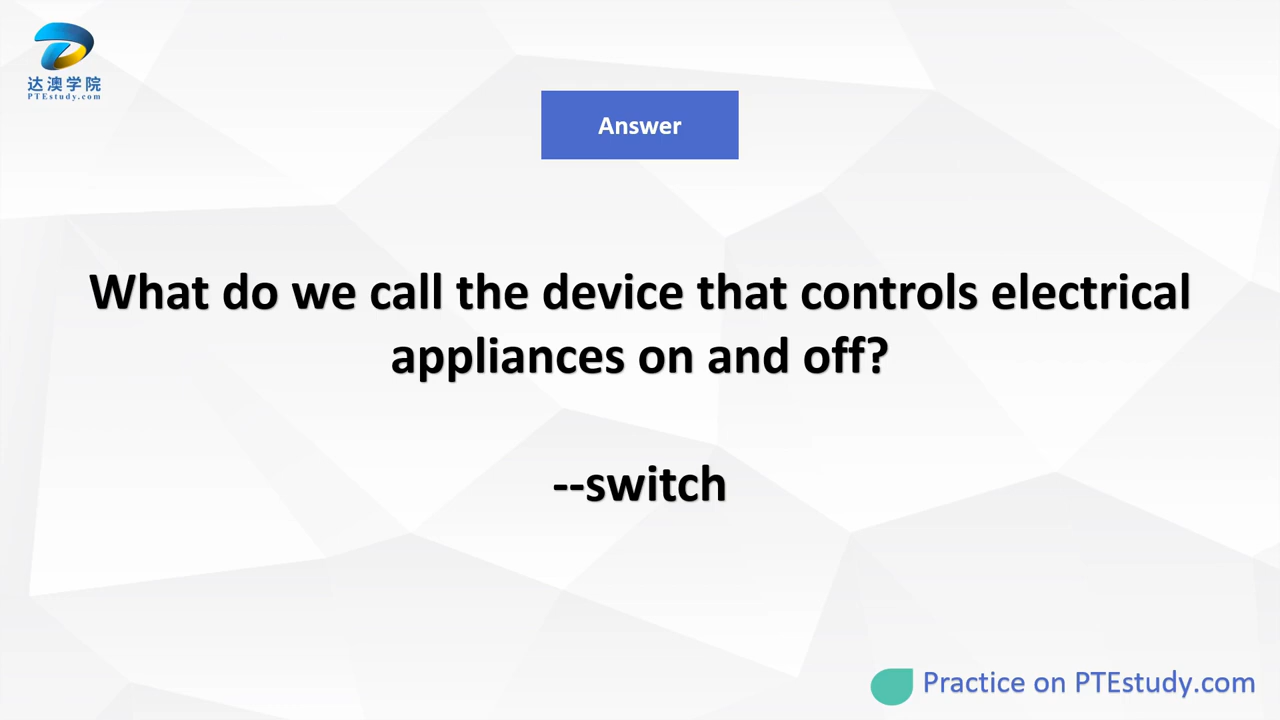 达澳学院
PTEstudy.com
Answer
What do we call the device that controls electrical
appliances on and off?
--switch
Practice on PTEstudy.com